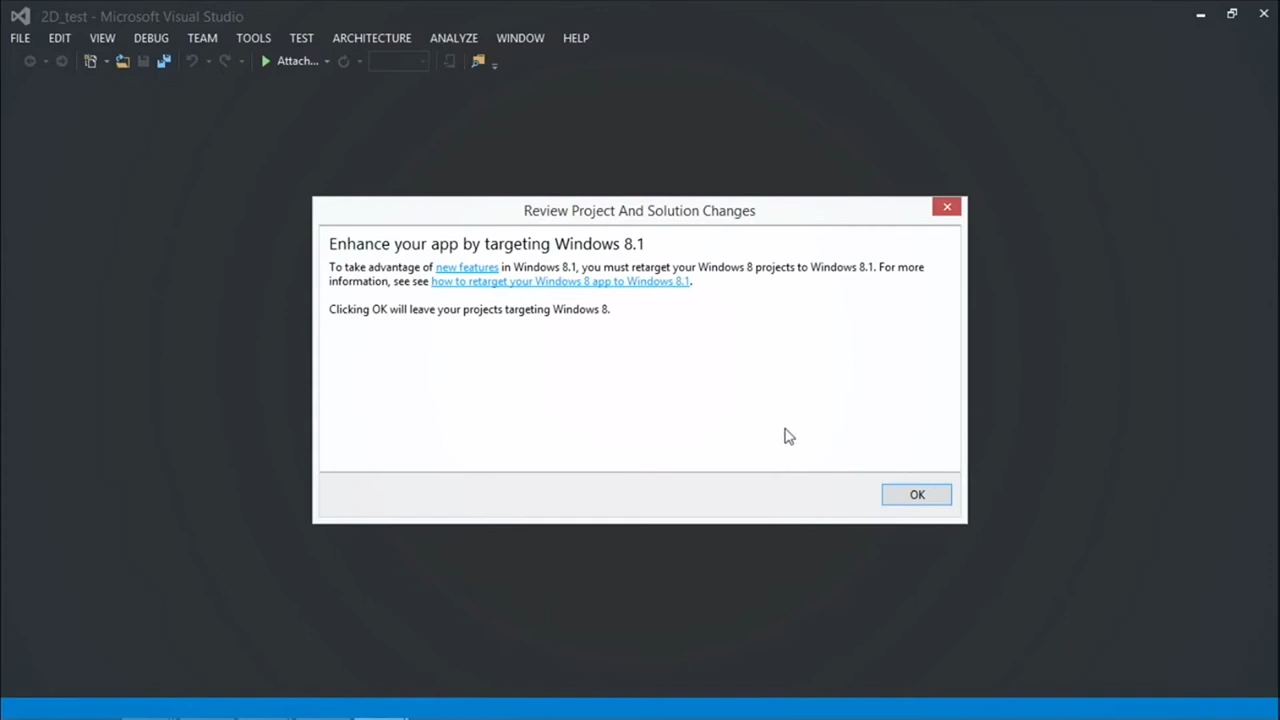 2D_test - Microsoft Visual Studio
FILE EDIT VIEW DEBUG TEAM TOOLS TEST ARCHITECTURE ANALYZE WINDOW HELP
Attach...
Review Project And Solution Changes
Enhance your app by targeting Windows 8.1
To take advantage of new features in Windows 8.1, you must retarget your Windows 8 projects to Windows 8.1. For more
information, see see how to retarget your Windows 8 app to Windows 8.1.
Clicking OK will leave your projects targeting Windows 8.
OK